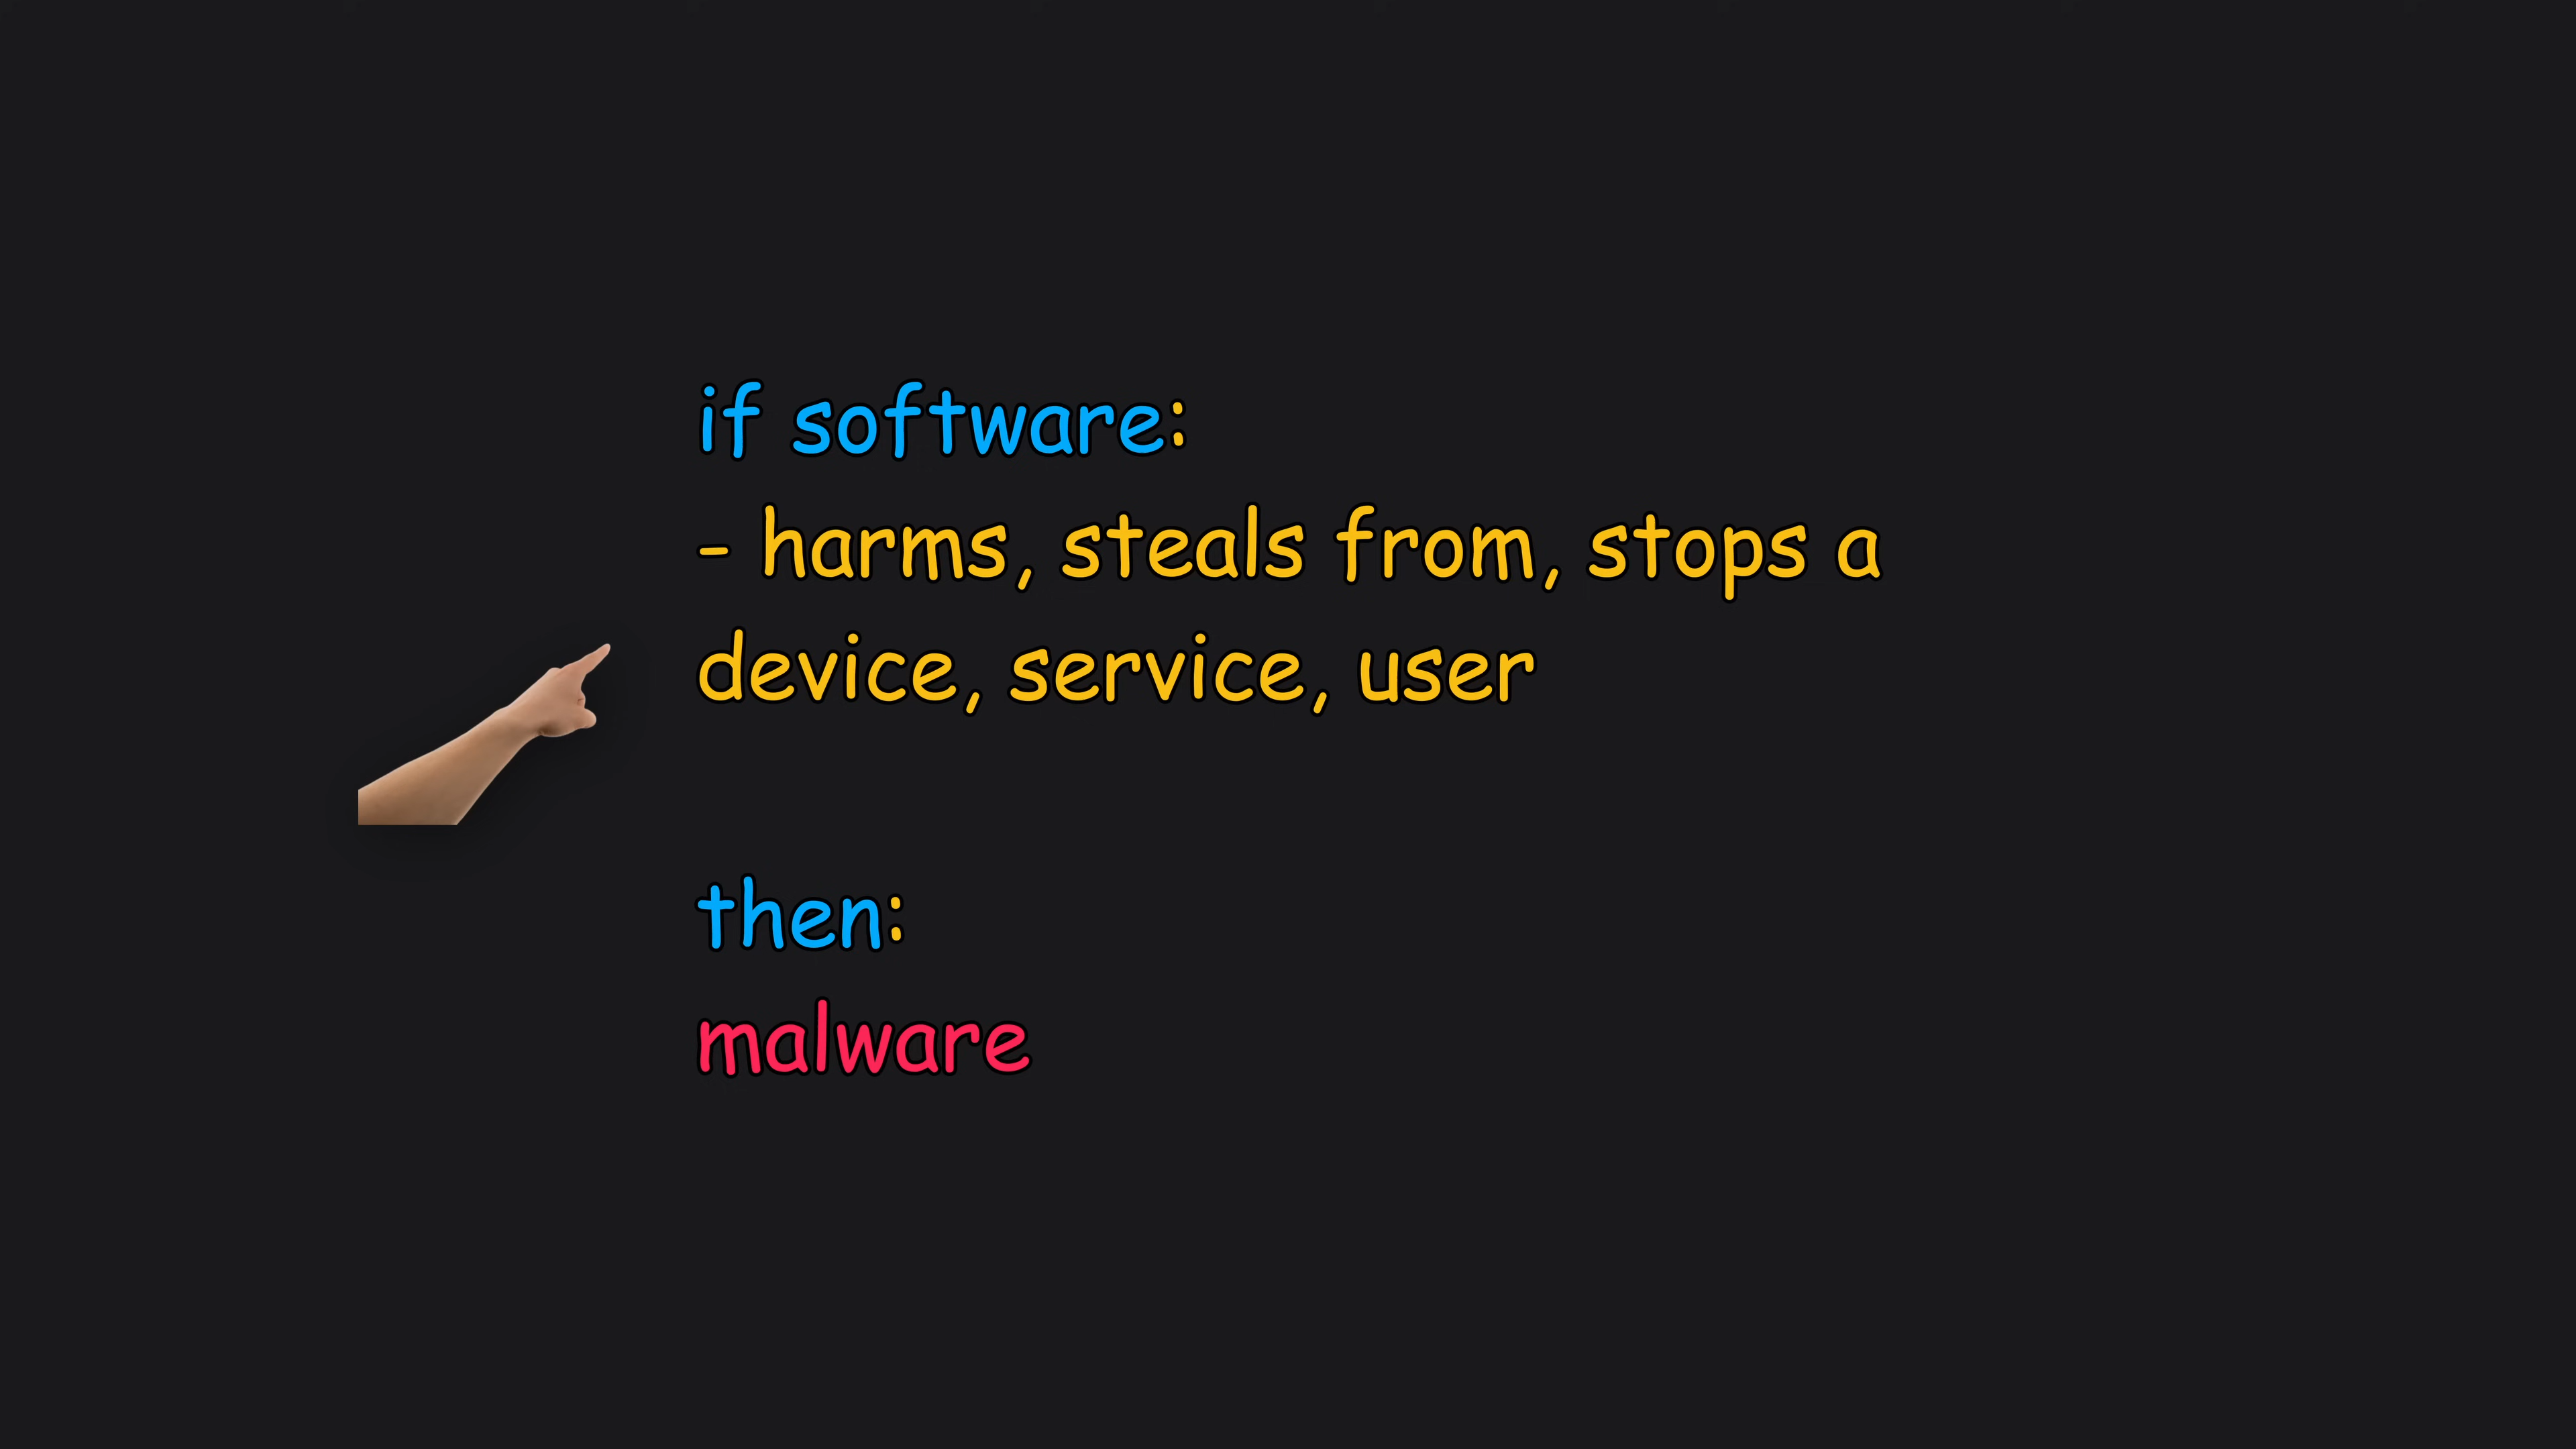 if software:
- harms, steals from, stops a
device, service, user
then:
malware